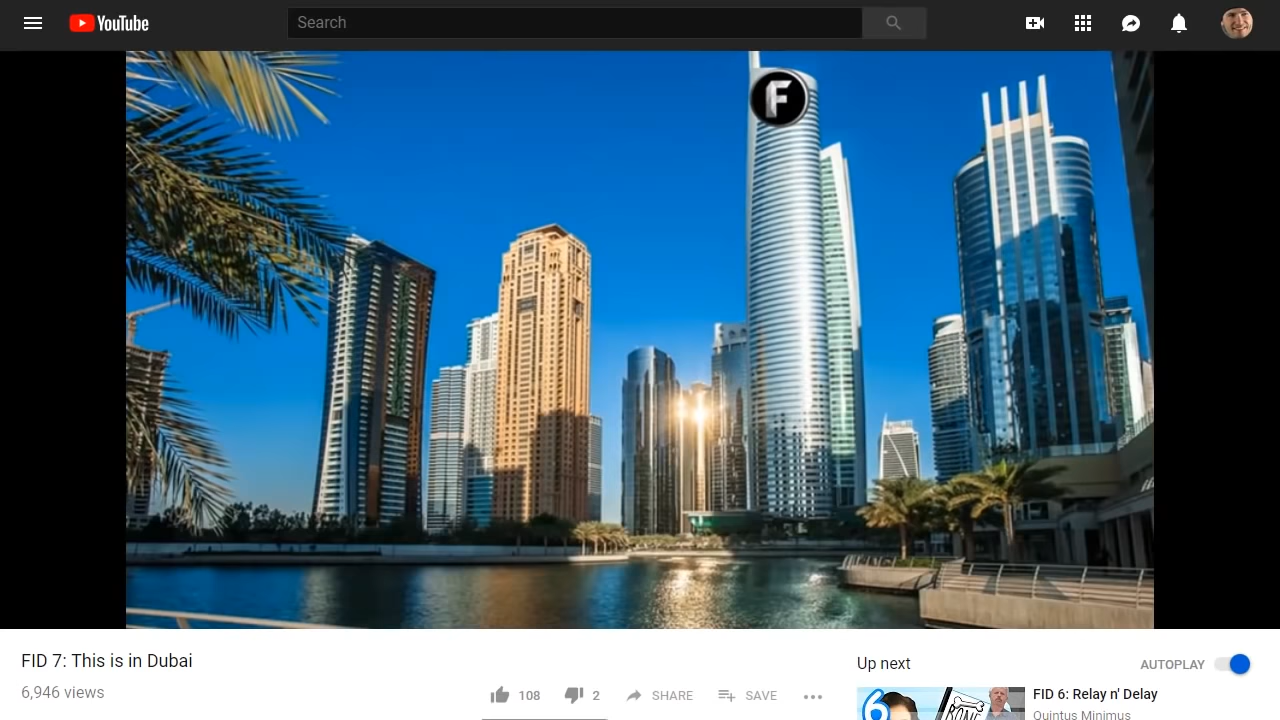 YouTube
Search
F
FID 7: This is in Dubai
6,946 views
108
2
SHARE
SAVE
Up next
AUTOPLAY
FID 6: Relay n' Delay
Quintus Minimus
6
BONE